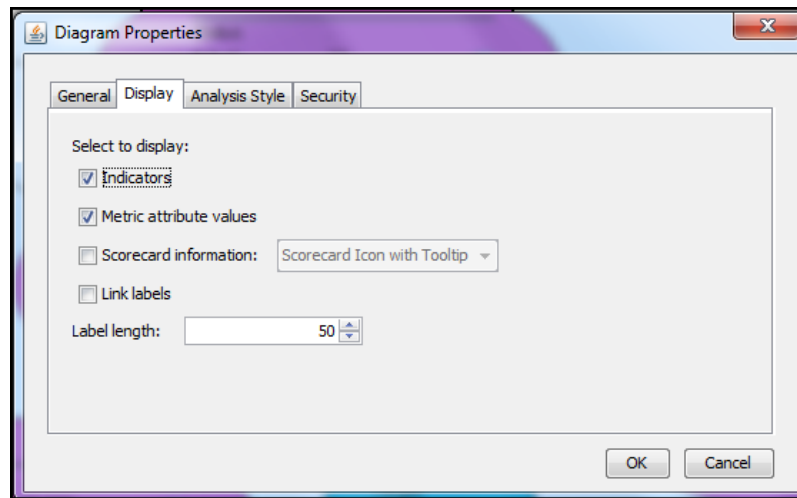 Diagram Properties
General Display Analysis Style Security
Select to display:
Indicators
Metric attribute values
Scorecard information: Scorecard Icon with Tooltip
Link labels
Label length: 50
OK Cancel